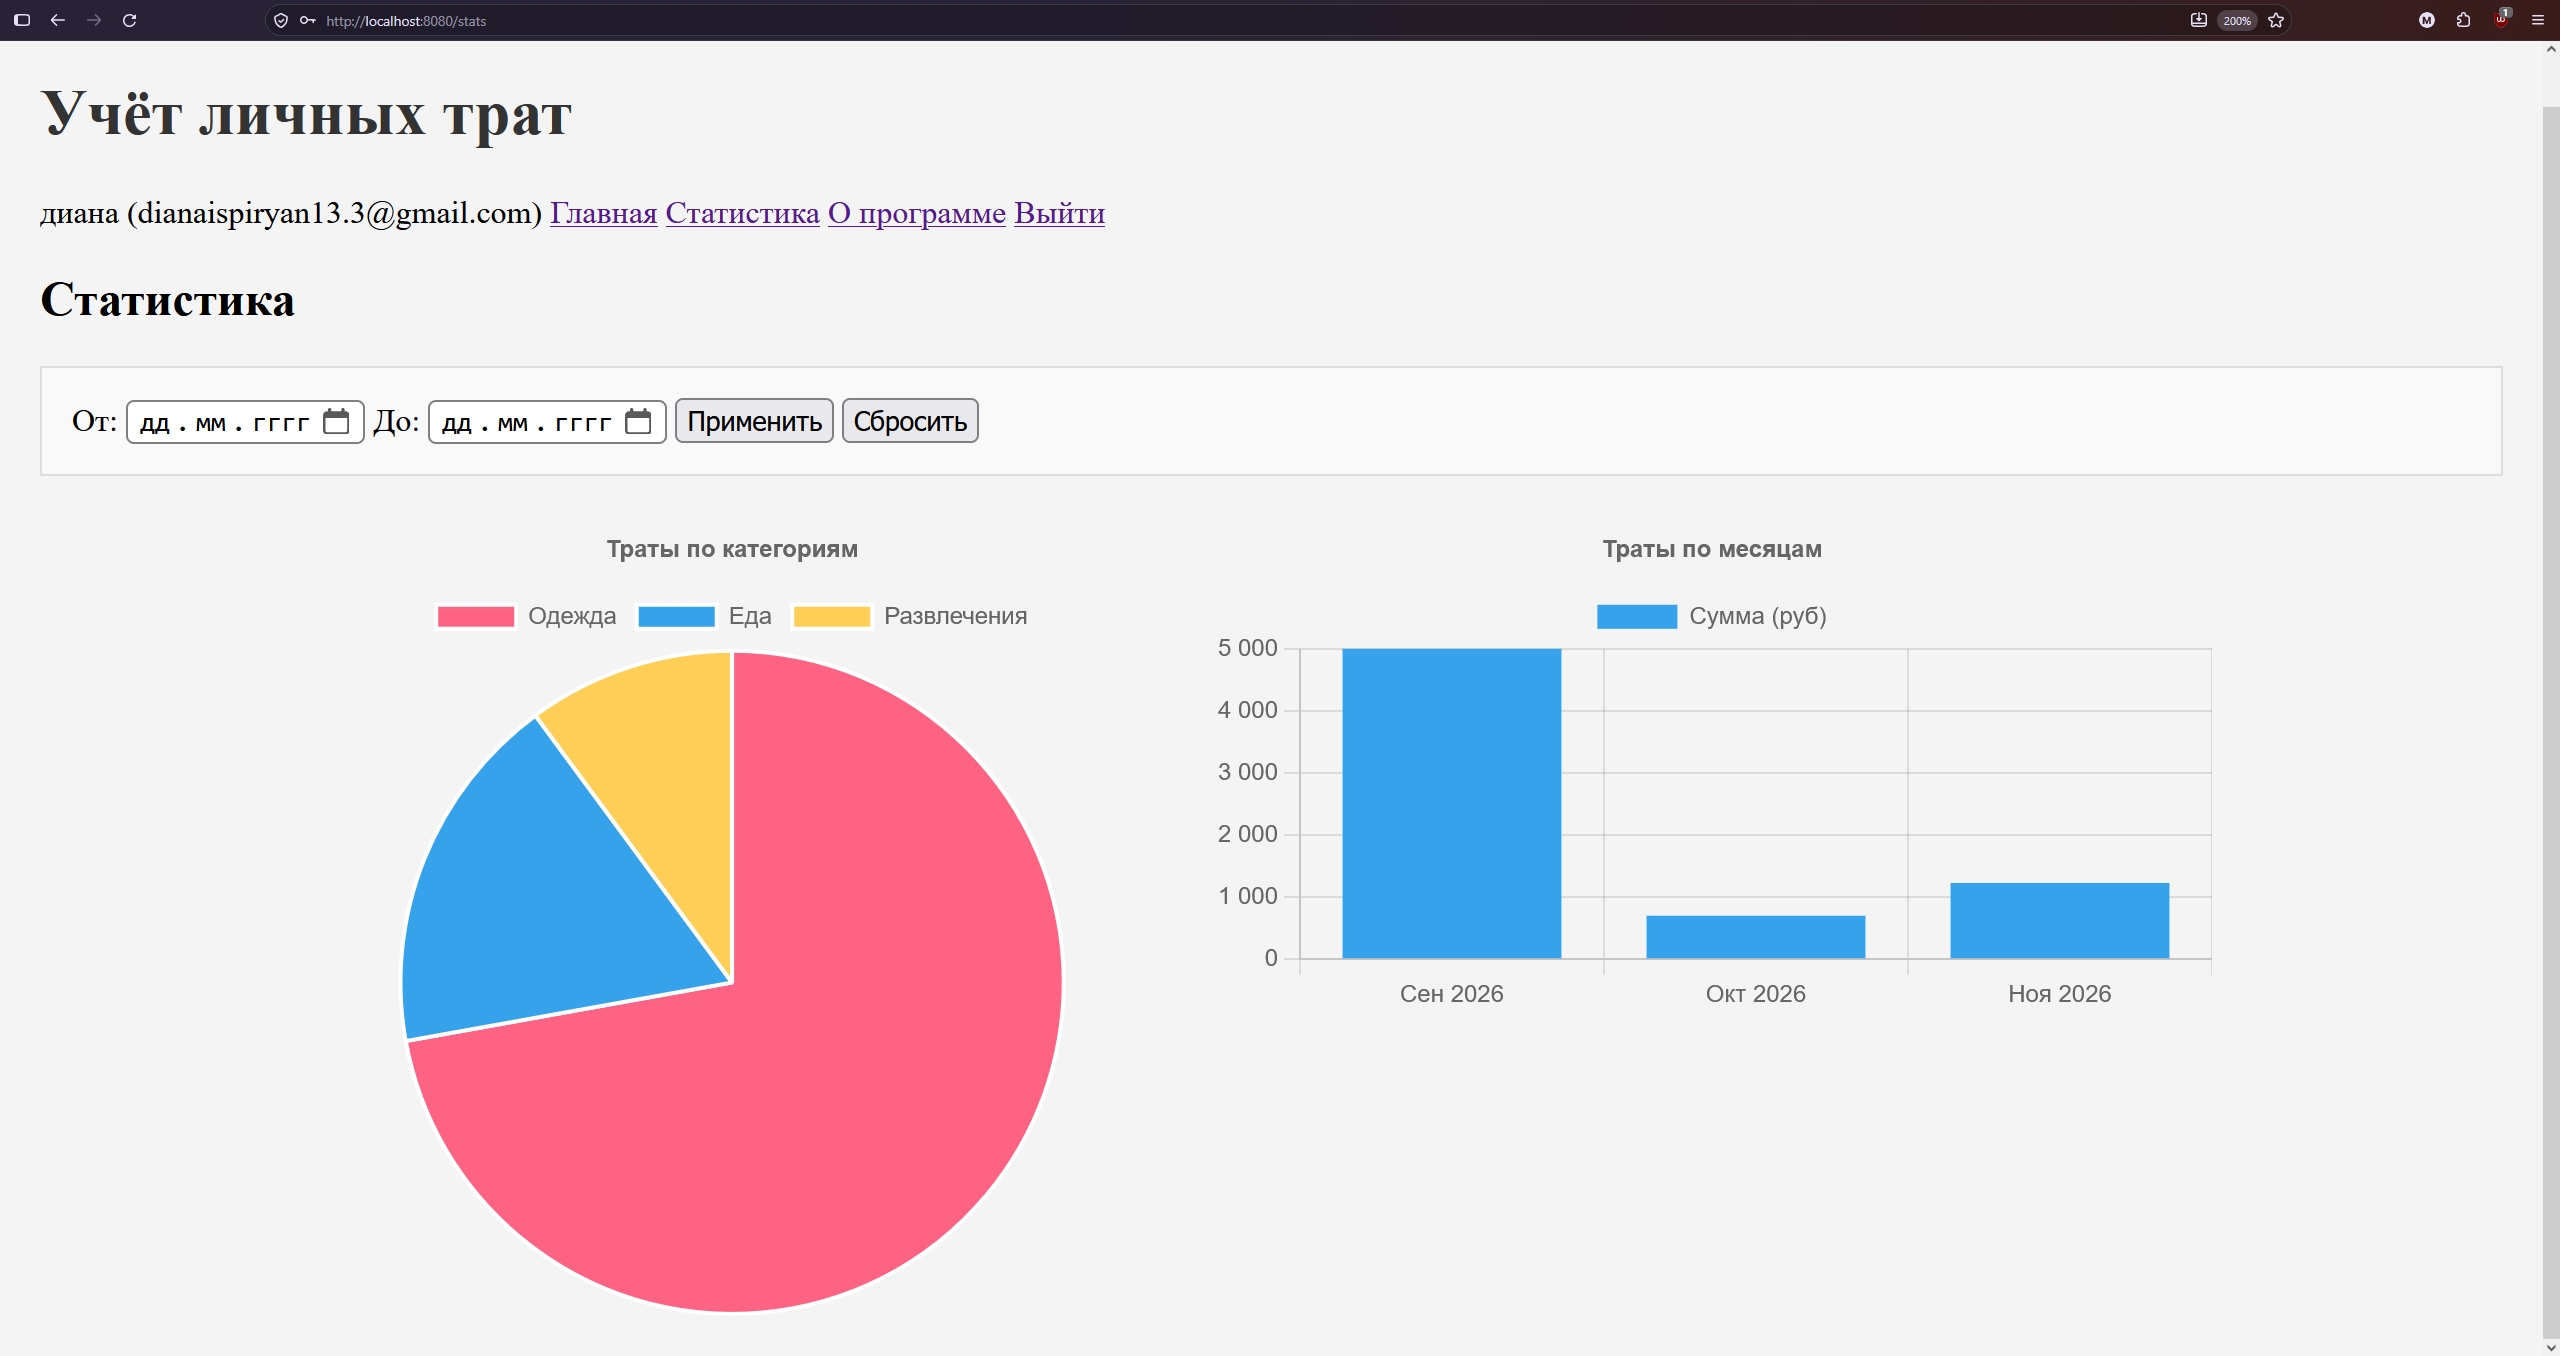 http://localhost:8080/stats
200%
M
1
Учёт личных трат
диана (dianaispiryan13.3@gmail.com) Главная Статистика О программе Выйти
Статистика
От: дд . мм . гггг До: дд . мм . гггг Применить Сбросить
Траты по категориям
Одежда Еда Развлечения
Траты по месяцам
Сумма (руб)
5 000
4 000
3 000
2 000
1 000
0
Сен 2026 Окт 2026 Ноя 2026